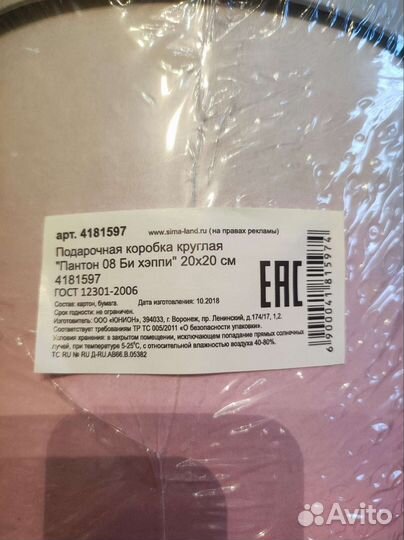 арт. 4181597 www.sima-land.ru (на правах рекламы)
Подарочная коробка круглая
"Пантон 08 Би хэппи" 20х20 см
4181597
ГОСТ 12301-2006
Состав: картон, бумага. Дата изготовления: 10.2018
Срок годности: не ограничен.
Изготовитель: ООО «ЮНИОН», 394033, г. Воронеж, пр. Ленинский, д.174/17, 1,2.
Соответствует требованиям ТР ТС 005/2011 «О безопасности упаковки».
Условия хранения: в закрытом помещении, исключающем попадание прямых солнечных
лучей, при температуре 5-25°С, с относительной влажностью воздуха 40-80%.
ТС RU № RU Д-RU.АВ66.В.05382
ЕАС
6 900041 815974
Avito